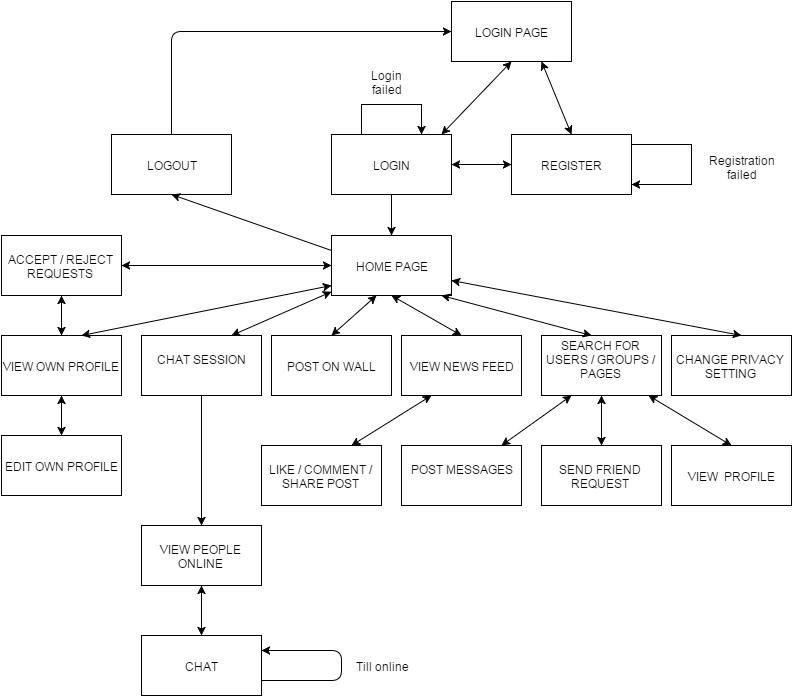 LOGIN PAGE
Login
failed
LOGOUT
LOGIN
REGISTER
Registration
failed
ACCEPT / REJECT
REQUESTS
HOME PAGE
VIEW OWN PROFILE
CHAT SESSION
POST ON WALL
VIEW NEWS FEED
SEARCH FOR
USERS / GROUPS /
PAGES
CHANGE PRIVACY
SETTING
EDIT OWN PROFILE
LIKE / COMMENT /
SHARE POST
POST MESSAGES
SEND FRIEND
REQUEST
VIEW PROFILE
VIEW PEOPLE
ONLINE
CHAT
Till online